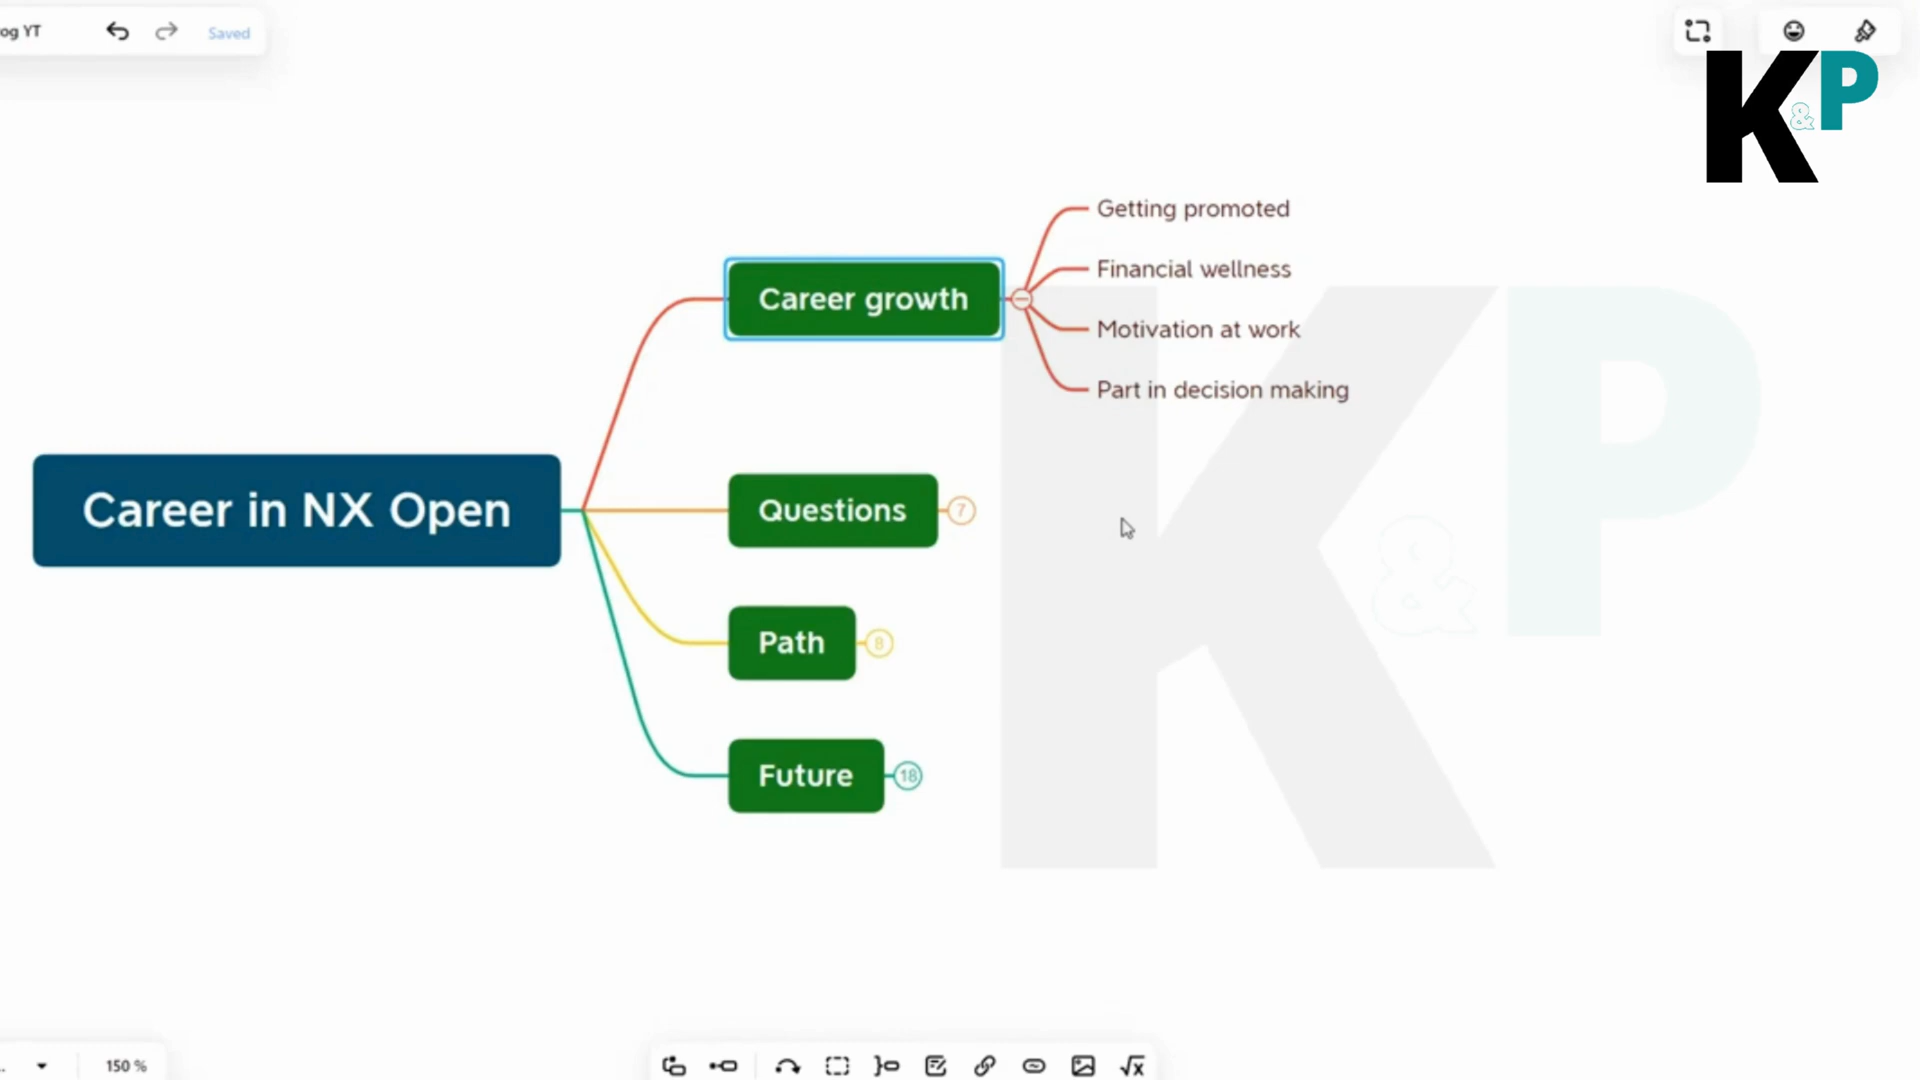 og YT
Saved
K&P
Getting promoted
Financial wellness
Career growth
Motivation at work
Part in decision making
Career in NX Open
Questions
7
Path
8
Future
18
K&P
150 %